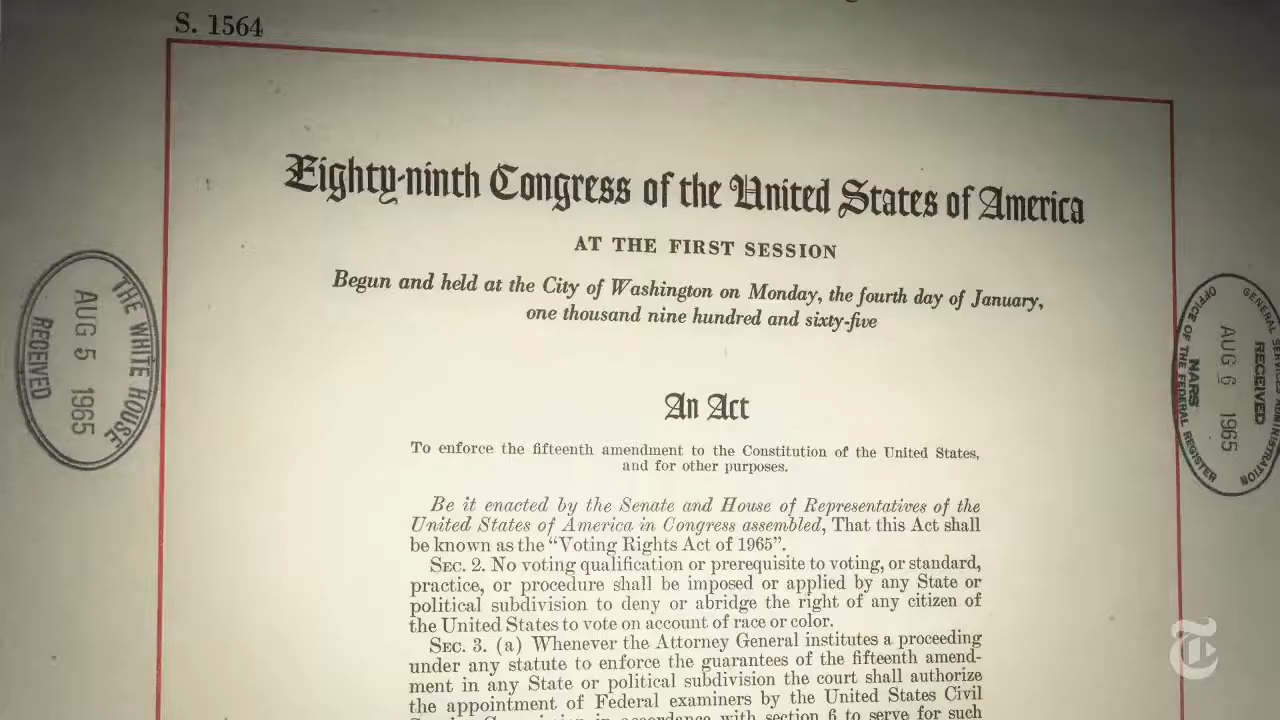 S. 1564
Eighty-ninth Congress of the United States of America
AT THE FIRST SESSION
Begun and held at the City of Washington on Monday, the fourth day of January,
one thousand nine hundred and sixty-five
THE WHITE HOUSE
AUG 5 1965
RECEIVED
GENERAL SERVICES ADMINISTRATION
RECEIVED
AUG 6 1965
NARS
OFFICE OF THE FEDERAL REGISTER
An Act
To enforce the fifteenth amendment to the Constitution of the United States,
and for other purposes.
Be it enacted by the Senate and House of Representatives of the
United States of America in Congress assembled, That this Act shall
be known as the “Voting Rights Act of 1965”.
SEC. 2. No voting qualification or prerequisite to voting, or standard,
practice, or procedure shall be imposed or applied by any State or
political subdivision to deny or abridge the right of any citizen of
the United States to vote on account of race or color.
SEC. 3. (a) Whenever the Attorney General institutes a proceeding
under any statute to enforce the guarantees of the fifteenth amend-
ment in any State or political subdivision the court shall authorize
the appointment of Federal examiners by the United States Civil
in accordance with section 6 to serve for such
T